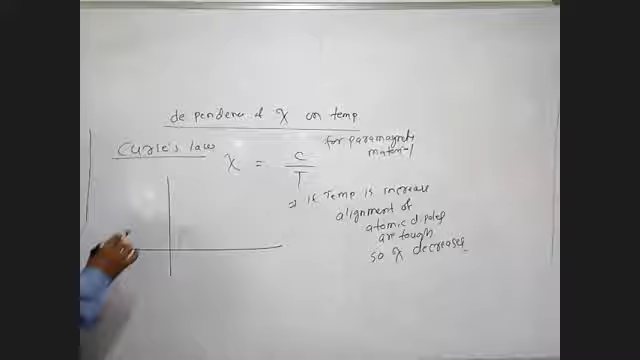 dependence of χ on temp
for paramagnetic
material
Curie's law χ = C
T
⇒ if Temp is increase
alignment of
atomic dipoles
are tough
so χ decreases